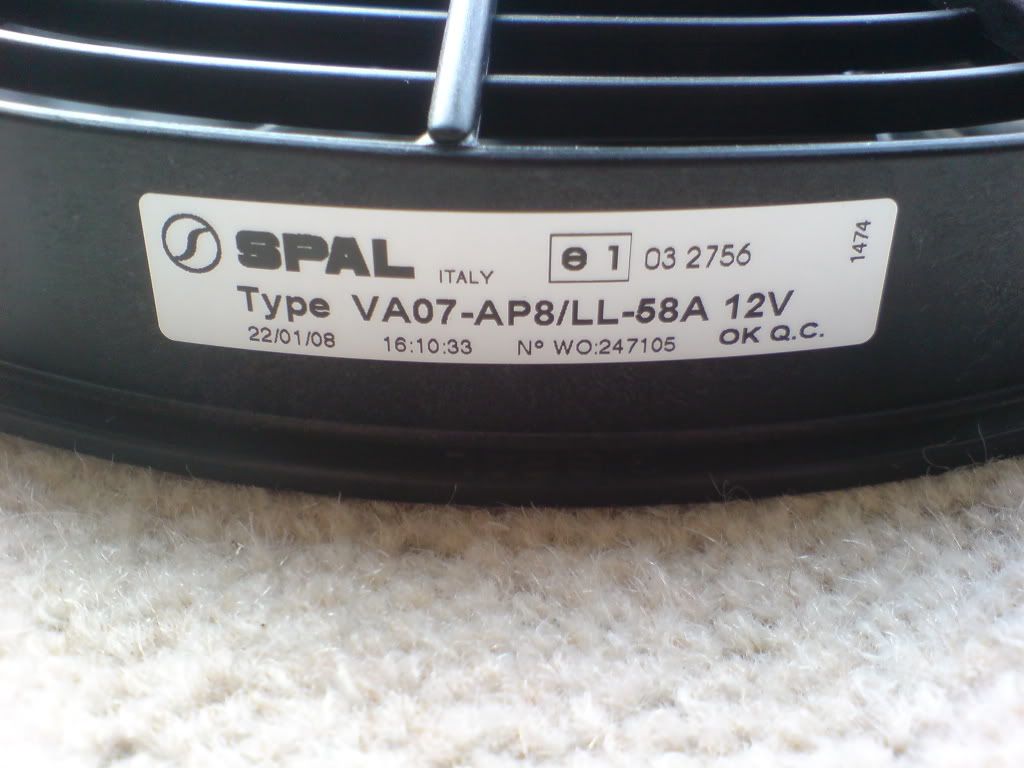 SPAL ITALY e 1 03 2756
Type VA07-AP8/LL-58A 12V
22/01/08 16:10:33 Nº WO:247105 OK Q.C.
1474